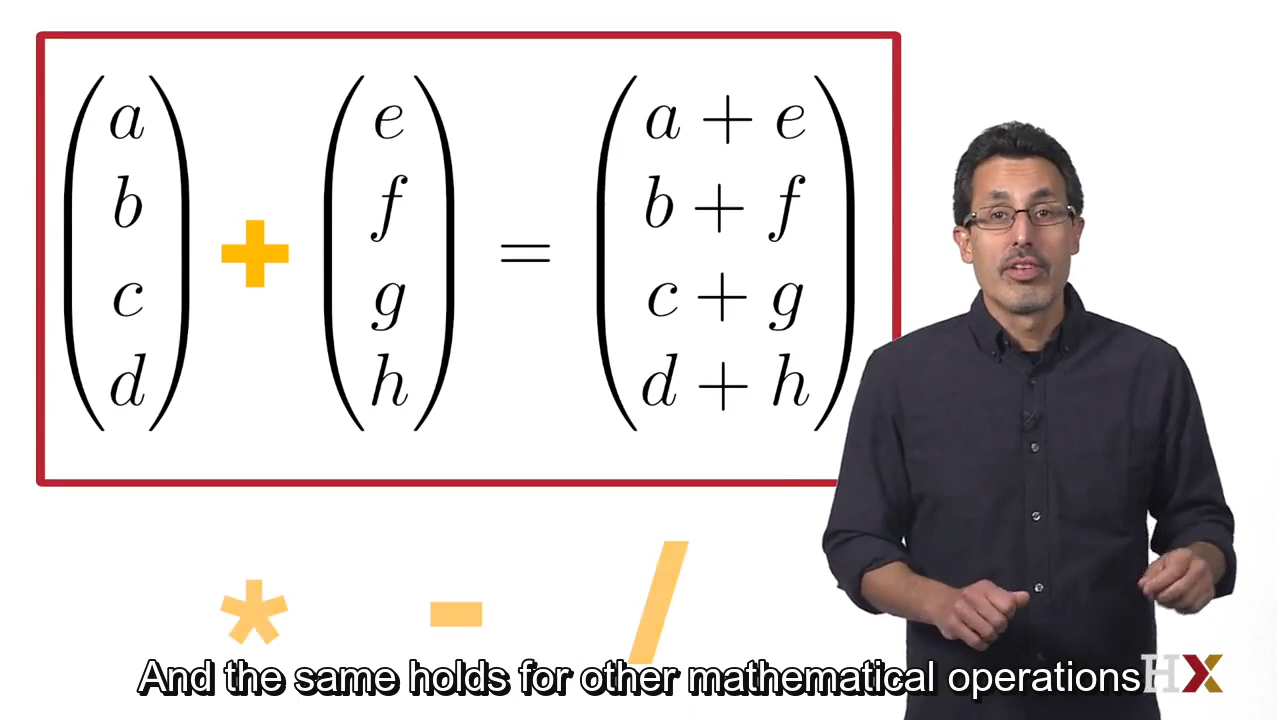 a e a + e
b f b + f
+ =
c g c + g
d h d + h
* - /
And the same holds for other mathematical operations
HX